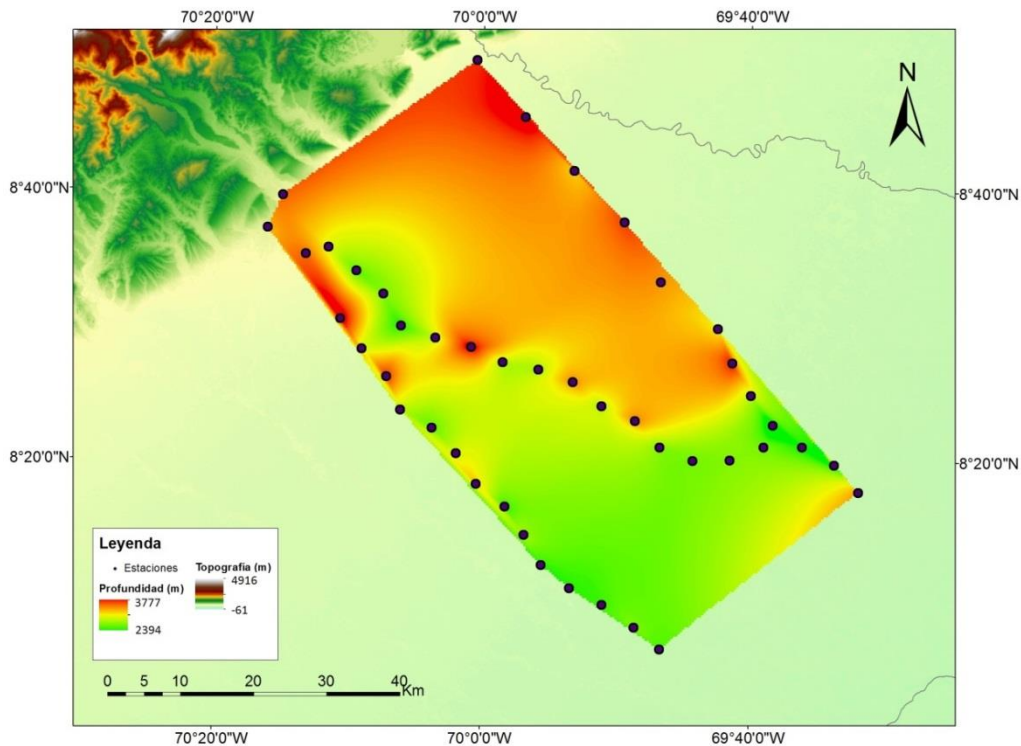 70°20'0"W 70°0'0"W 69°40'0"W
N
8°40'0"N 8°40'0"N
8°20'0"N 8°20'0"N
Leyenda
Estaciones
Profundidad (m)
3777
2394
Topografia (m)
4916
-61
0 5 10 20 30 40 Km
70°20'0"W 70°0'0"W 69°40'0"W